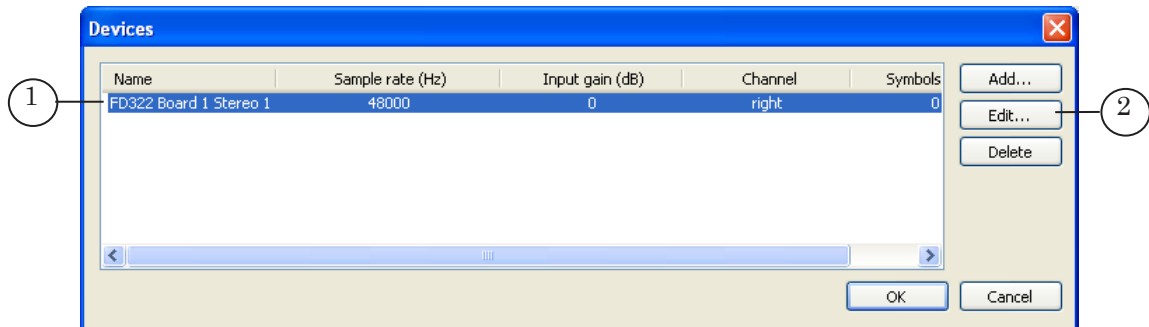 Devices
Name Sample rate (Hz) Input gain (dB) Channel Symbols Add...
1 FD322 Board 1 Stereo 1 48000 0 right 0 Edit... 2
Delete
OK Cancel